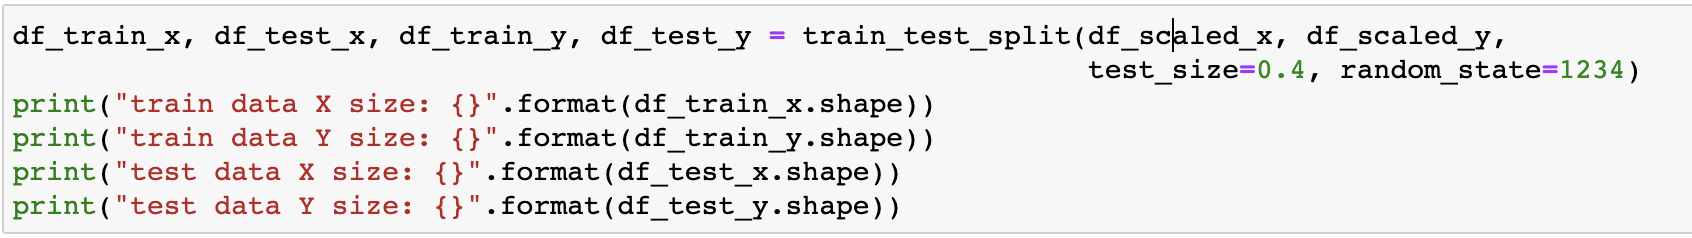 df_train_x, df_test_x, df_train_y, df_test_y = train_test_split(df_scaled_x, df_scaled_y,
test_size=0.4, random_state=1234)
print("train data X size: {}".format(df_train_x.shape))
print("train data Y size: {}".format(df_train_y.shape))
print("test data X size: {}".format(df_test_x.shape))
print("test data Y size: {}".format(df_test_y.shape))